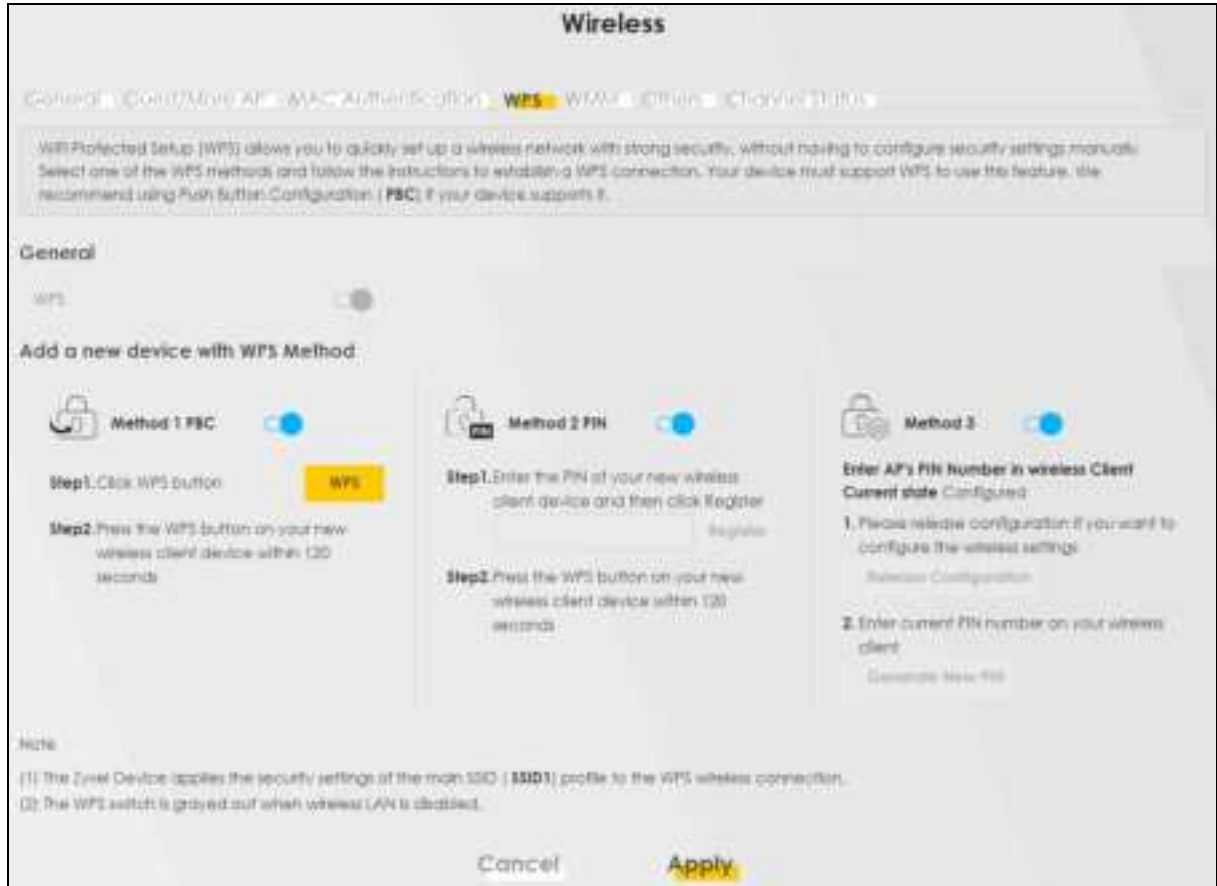 Wireless
General Guest/More AP MAC Authentication WPS WMM Others Channel Status
WiFi Protected Setup (WPS) allows you to quickly set up a wireless network with strong security, without having to configure security settings manually.
Select one of the WPS methods and follow the instructions to establish a WPS connection. Your device must support WPS to use this feature. We
recommend using Push Button Configuration ( PBC) if your device supports it.
General
WPS
Add a new device with WPS Method
Method 1 PBC
Step1. Click WPS button
WPS
Step2. Press the WPS button on your new
wireless client device within 120
seconds
Method 2 PIN
PIN
Step1. Enter the PIN of your new wireless
client device and then click Register
Register
Step2. Press the WPS button on your new
wireless client device within 120
seconds
Method 3
Enter AP's PIN Number in wireless Client
Current state Configured
1. Please release configuration if you want to
configure the wireless settings
Release Configuration
2. Enter current PIN number on your wireless
client
Generate New PIN
Note
(1) The Zyxel Device applies the security settings of the main SSID ( SSID1) profile to the WPS wireless connection.
(2) The WPS switch is grayed out when wireless LAN is disabled.
Cancel
Apply